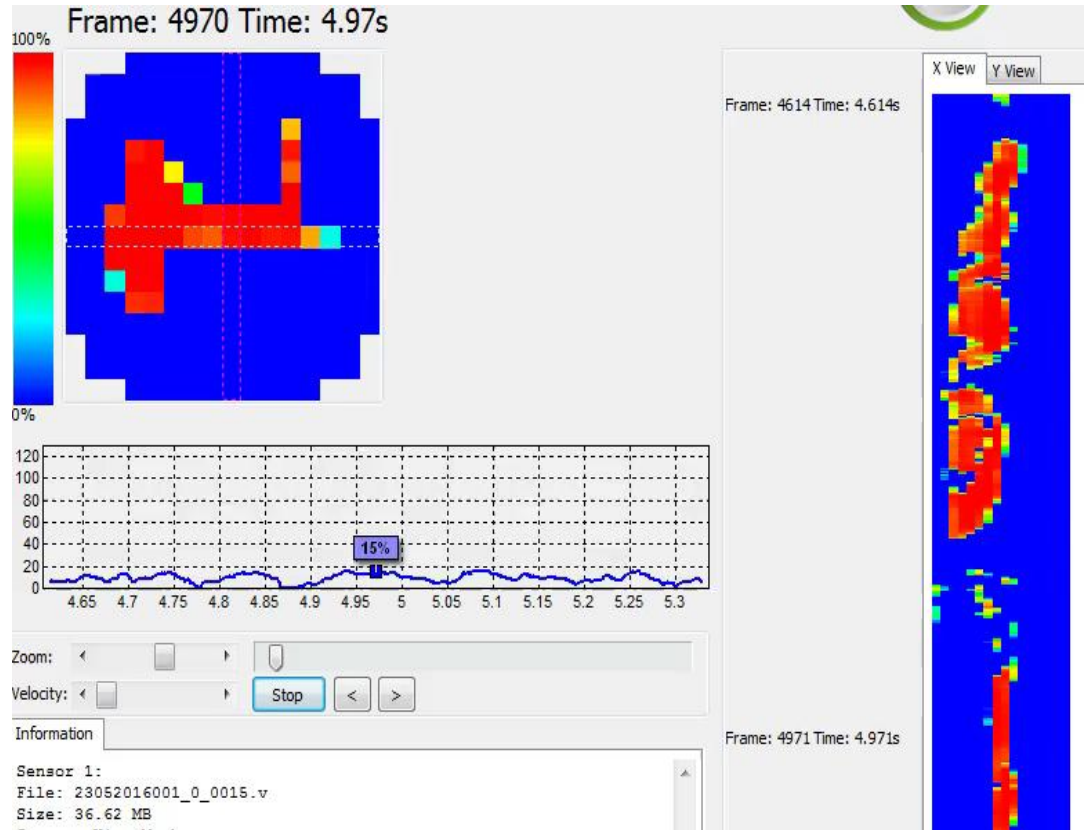 Frame: 4970 Time: 4.97s
100%
0%
X View
Y View
Frame: 4614 Time: 4.614s
Frame: 4971 Time: 4.971s
120
100
80
60
40
20
0
15%
4.65 4.7 4.75 4.8 4.85 4.9 4.95 5 5.05 5.1 5.15 5.2 5.25 5.3
Zoom:
Velocity:
Stop
<
>
Information
Sensor 1:
File: 23052016001_0_0015.v
Size: 36.62 MB